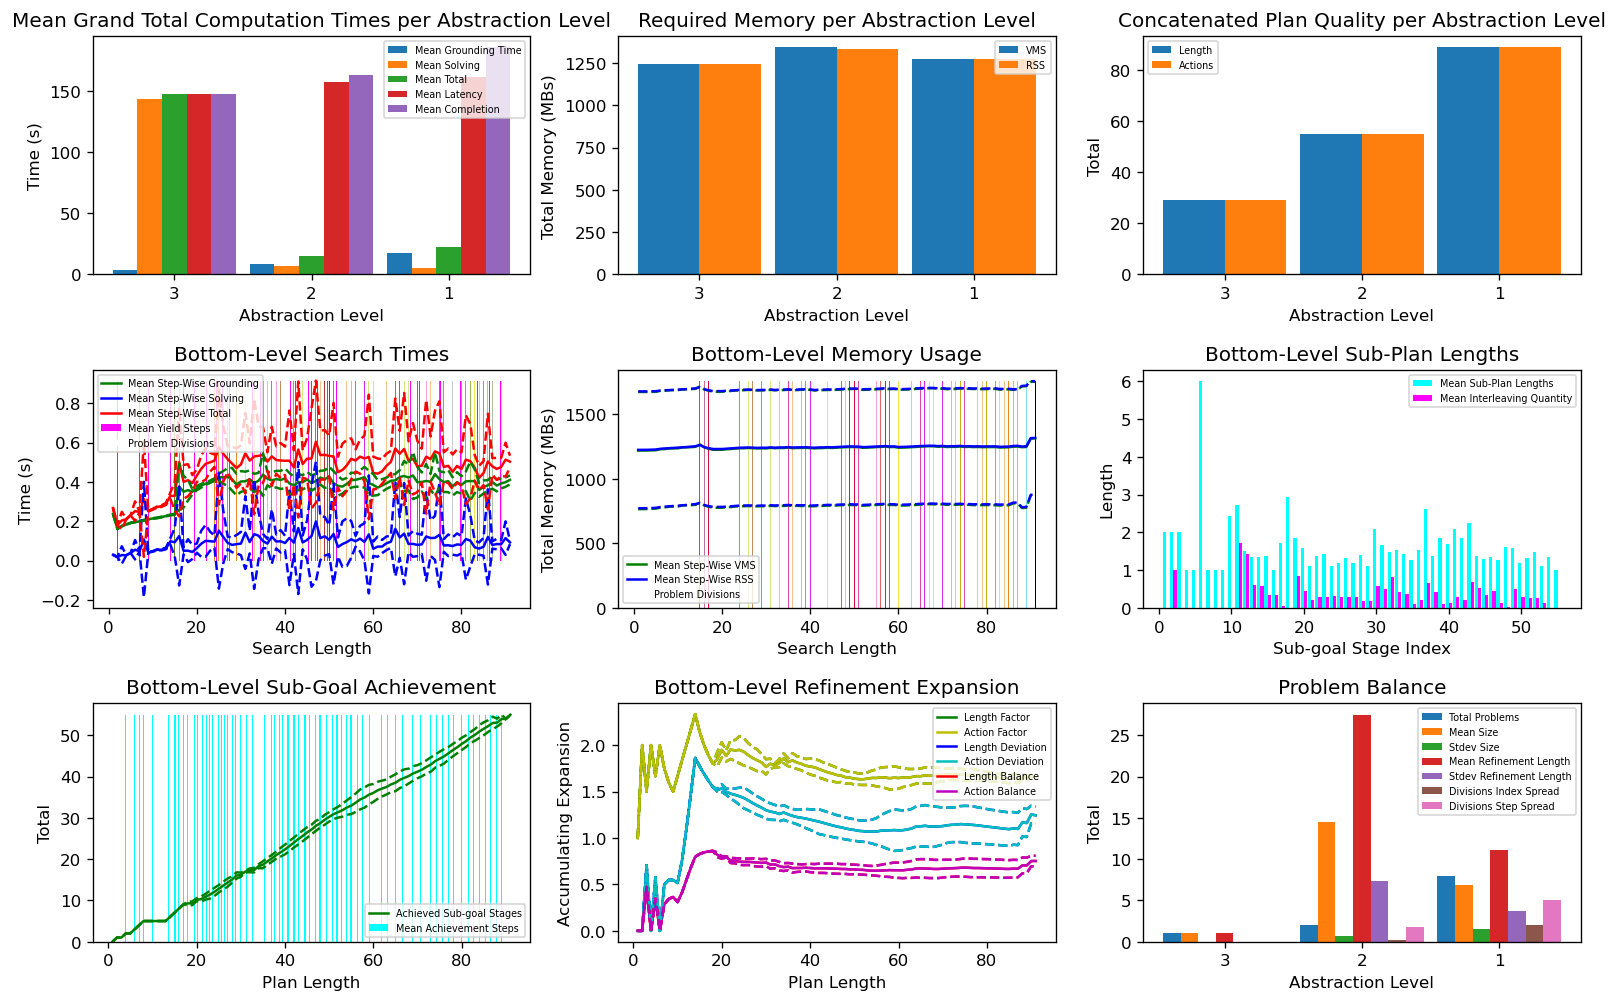 Mean Grand Total Computation Times per Abstraction Level
Time (s)
150
100
50
0
3
2
1
Abstraction Level
Mean Grounding Time
Mean Solving
Mean Total
Mean Latency
Mean Completion
Required Memory per Abstraction Level
Total Memory (MBs)
1250
1000
750
500
250
0
3
2
1
Abstraction Level
VMS
RSS
Concatenated Plan Quality per Abstraction Level
Total
80
60
40
20
0
3
2
1
Abstraction Level
Length
Actions
Bottom-Level Search Times
Time (s)
0.8
0.6
0.4
0.2
0.0
−0.2
0
20
40
60
80
Search Length
Mean Step-Wise Grounding
Mean Step-Wise Solving
Mean Step-Wise Total
Mean Yield Steps
Problem Divisions
Bottom-Level Memory Usage
Total Memory (MBs)
1500
1000
500
0
0
20
40
60
80
Search Length
Mean Step-Wise VMS
Mean Step-Wise RSS
Problem Divisions
Bottom-Level Sub-Plan Lengths
Length
6
5
4
3
2
1
0
0
10
20
30
40
50
Sub-goal Stage Index
Mean Sub-Plan Lengths
Mean Interleaving Quantity
Bottom-Level Sub-Goal Achievement
Total
50
40
30
20
10
0
0
20
40
60
80
Plan Length
Achieved Sub-goal Stages
Mean Achievement Steps
Bottom-Level Refinement Expansion
Accumulating Expansion
2.0
1.5
1.0
0.5
0.0
0
20
40
60
80
Plan Length
Length Factor
Action Factor
Length Deviation
Action Deviation
Length Balance
Action Balance
Problem Balance
Total
25
20
15
10
5
0
3
2
1
Abstraction Level
Total Problems
Mean Size
Stdev Size
Mean Refinement Length
Stdev Refinement Length
Divisions Index Spread
Divisions Step Spread